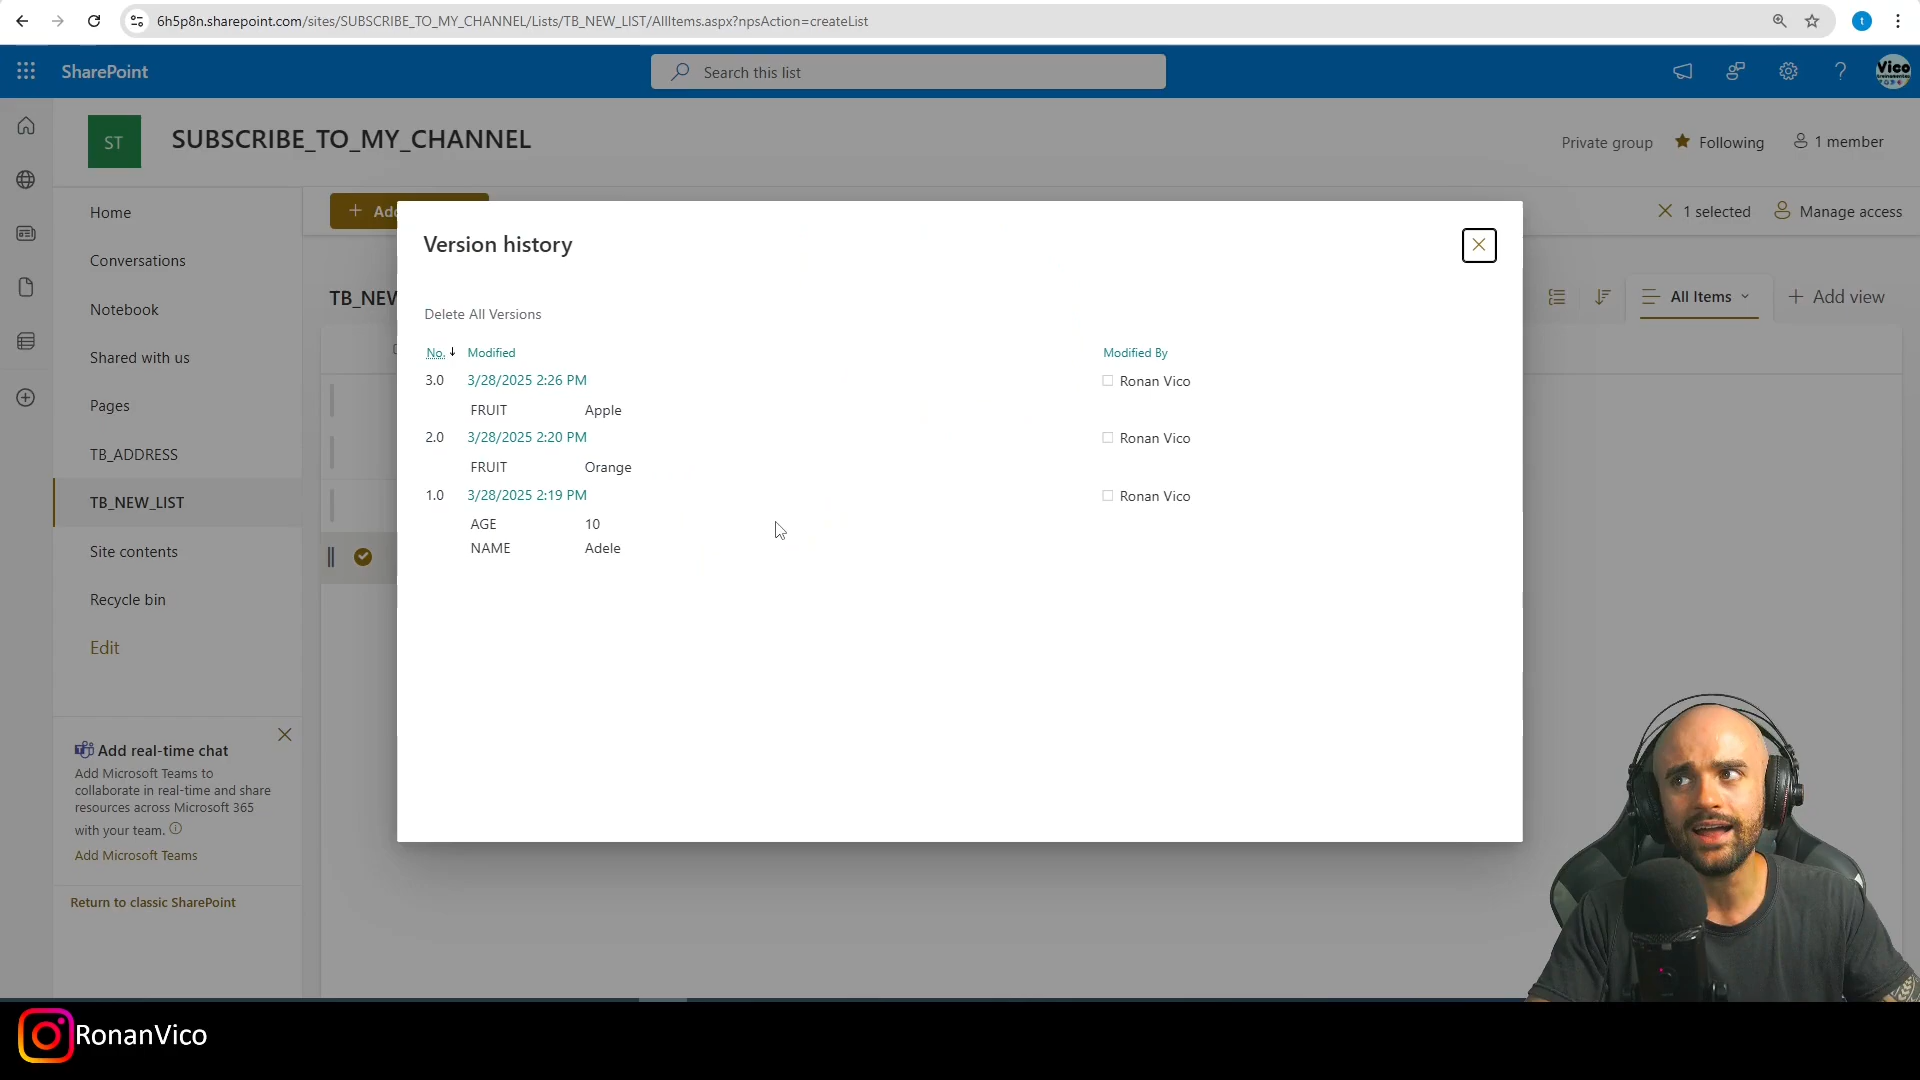 6h5p8n.sharepoint.com/sites/SUBSCRIBE_TO_MY_CHANNEL/Lists/TB_NEW_LIST/AllItems.aspx?npsAction=createList
t
SharePoint
Search this list
Vico
ST
SUBSCRIBE_TO_MY_CHANNEL
Private group
Following
1 member
Home
Conversations
Notebook
Shared with us
Pages
TB_ADDRESS
TB_NEW_LIST
Site contents
Recycle bin
Edit
Add real-time chat
Add Microsoft Teams to
collaborate in real-time and share
resources across Microsoft 365
with your team.
Add Microsoft Teams
Return to classic SharePoint
+ Add
1 selected
Manage access
TB_NEW
All Items
+ Add view
Version history
Delete All Versions
No. Modified Modified By
3.0 3/28/2025 2:26 PM Ronan Vico
FRUIT Apple
2.0 3/28/2025 2:20 PM Ronan Vico
FRUIT Orange
1.0 3/28/2025 2:19 PM Ronan Vico
AGE 10
NAME Adele
RonanVico